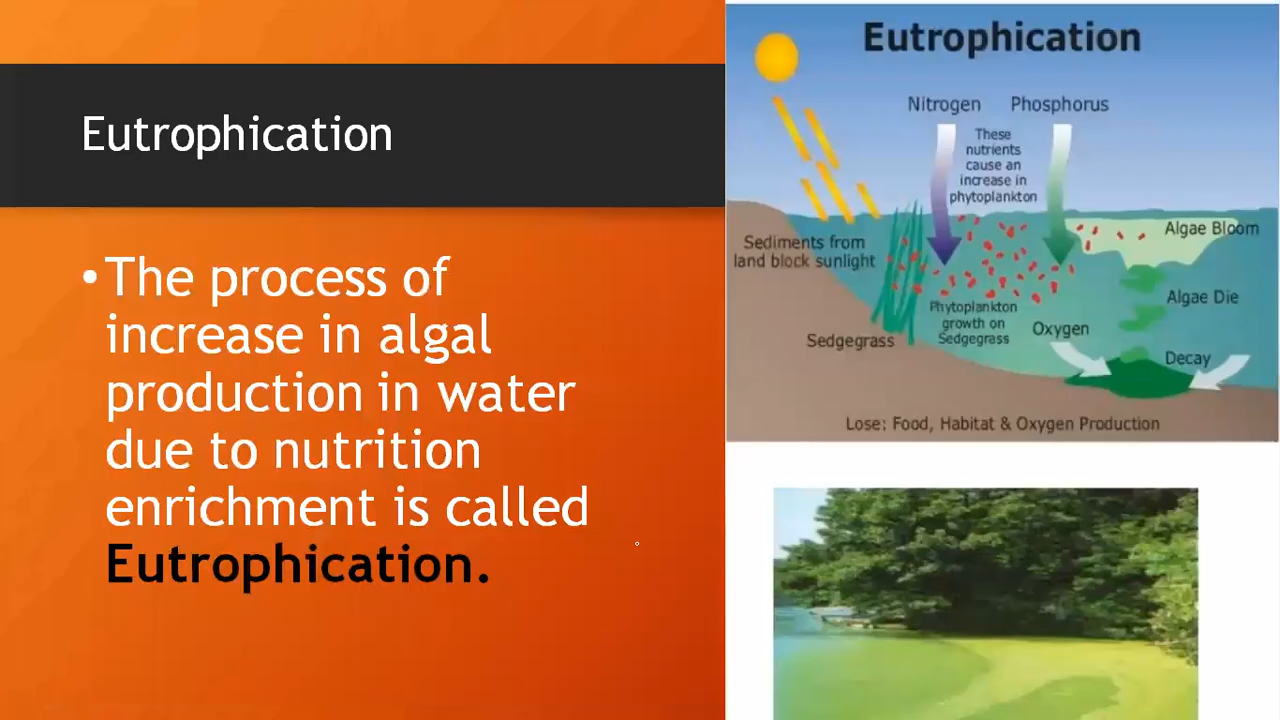 Eutrophication
•The process of
increase in algal
production in water
due to nutrition
enrichment is called
Eutrophication.
Eutrophication
Nitrogen
Phosphorus
These
nutrients
cause an
increase in
phytoplankton
Sediments from
land block sunlight
Algae Bloom
Algae Die
Phytoplankton
growth on
Sedgegrass
Oxygen
Sedgegrass
Decay
Lose: Food, Habitat & Oxygen Production